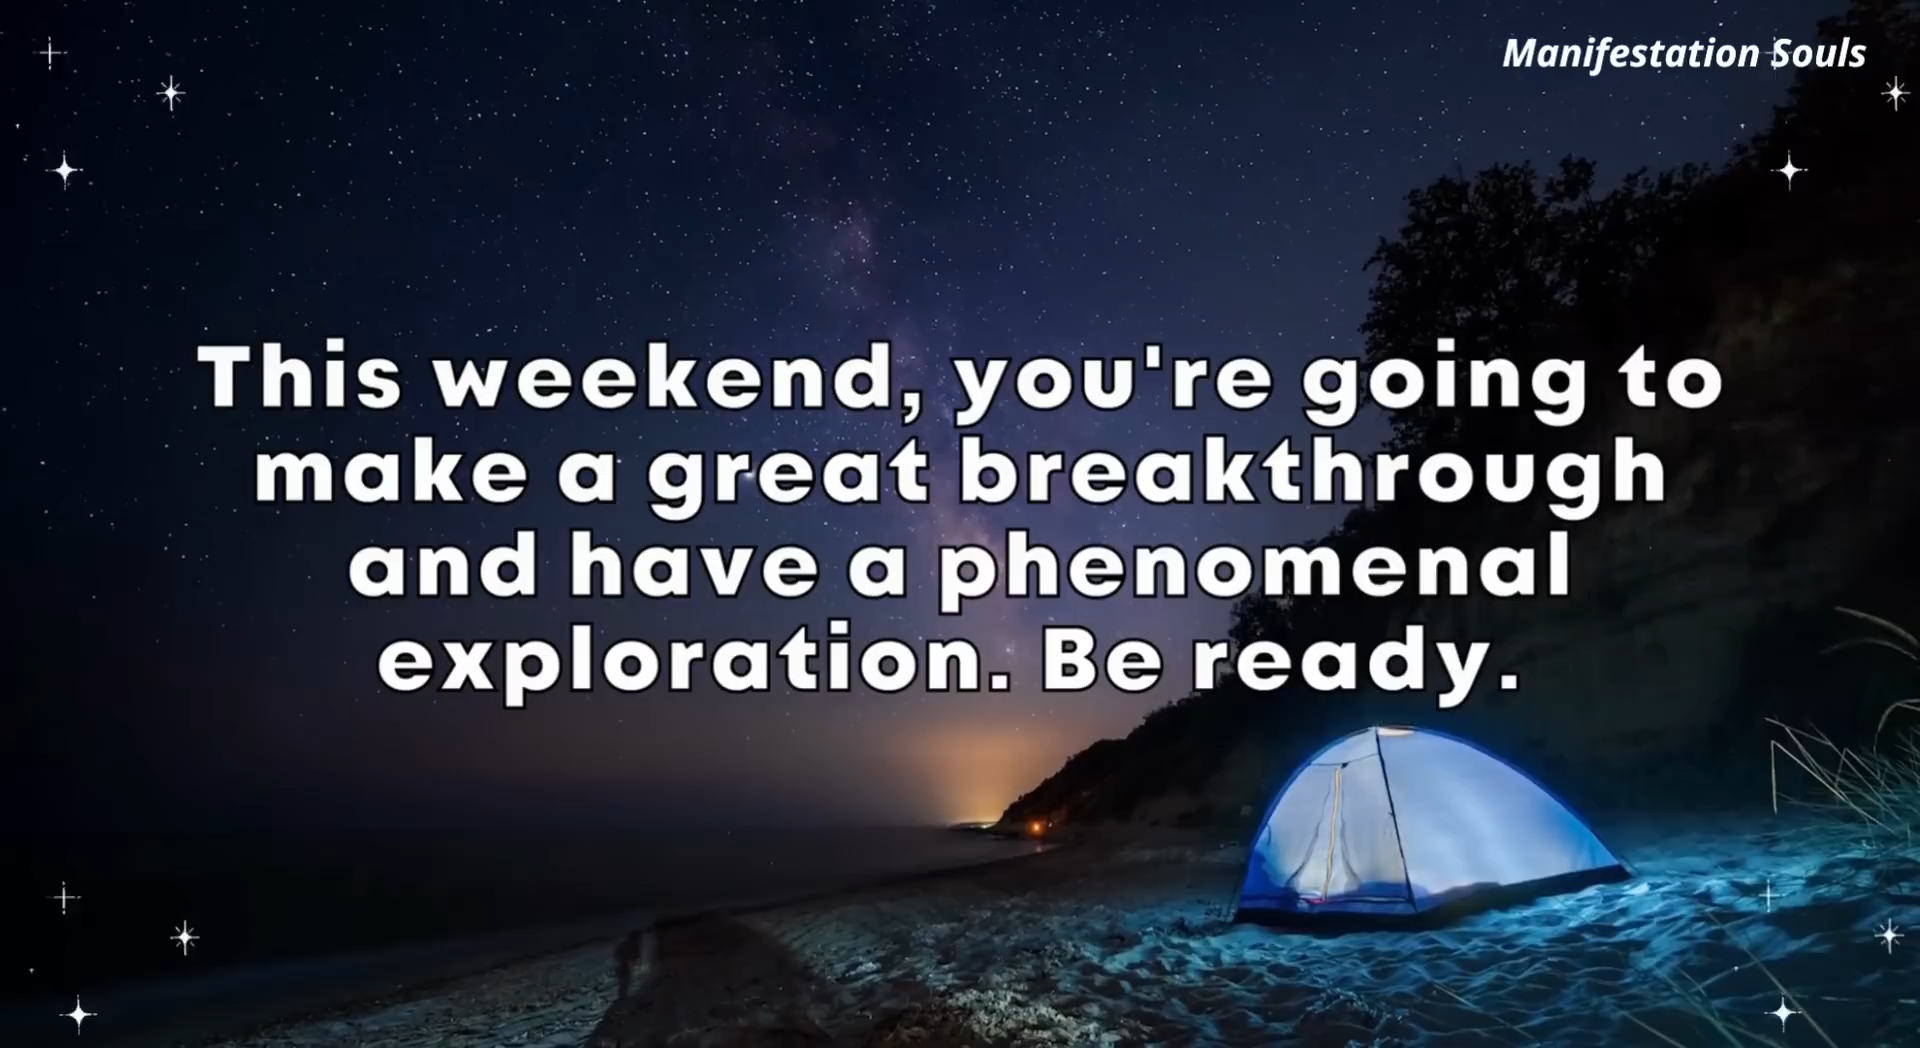 Manifestation Souls
This weekend, you're going to
make a great breakthrough
and have a phenomenal
exploration. Be ready.